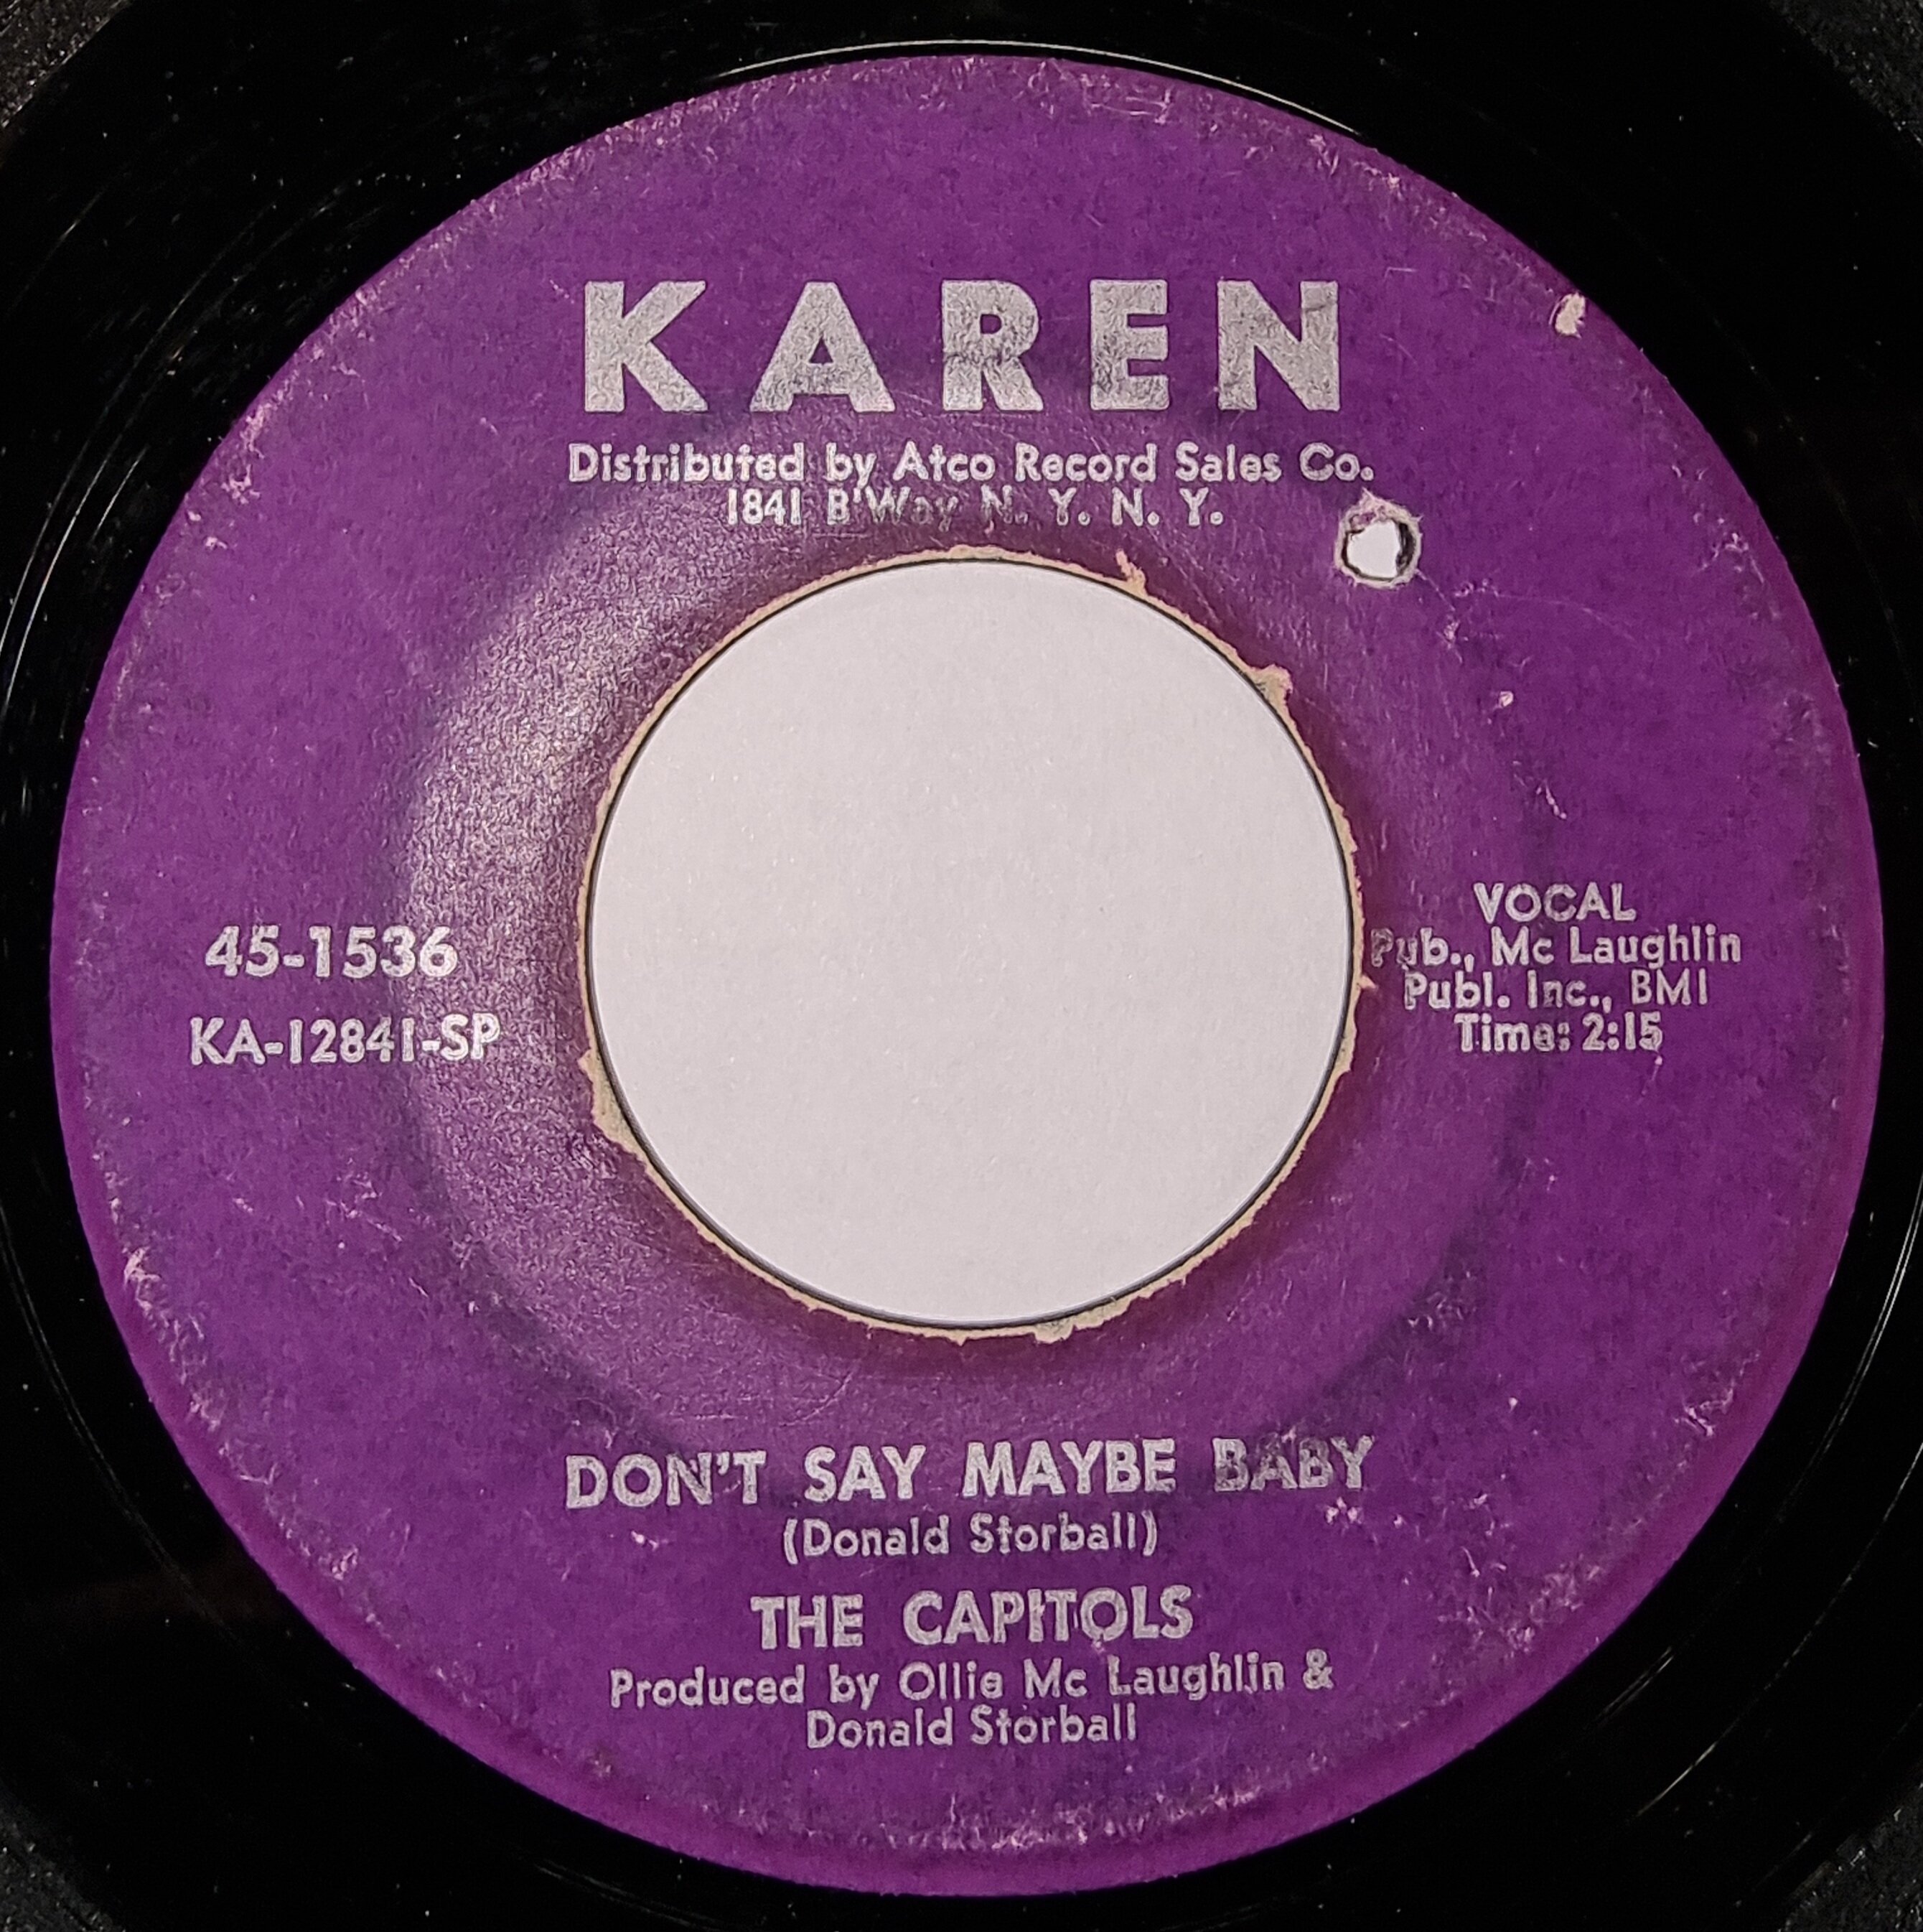 KAREN
Distributed by Atco Record Sales Co.
1841 B'Way N. Y. N. Y.
45-1536
KA-12841-SP
VOCAL
Pub., Mc Laughlin
Publ. Inc., BMI
Time: 2:15
DON'T SAY MAYBE BABY
(Donald Storball)
THE CAPITOLS
Produced by Ollie Mc Laughlin &
Donald Storball